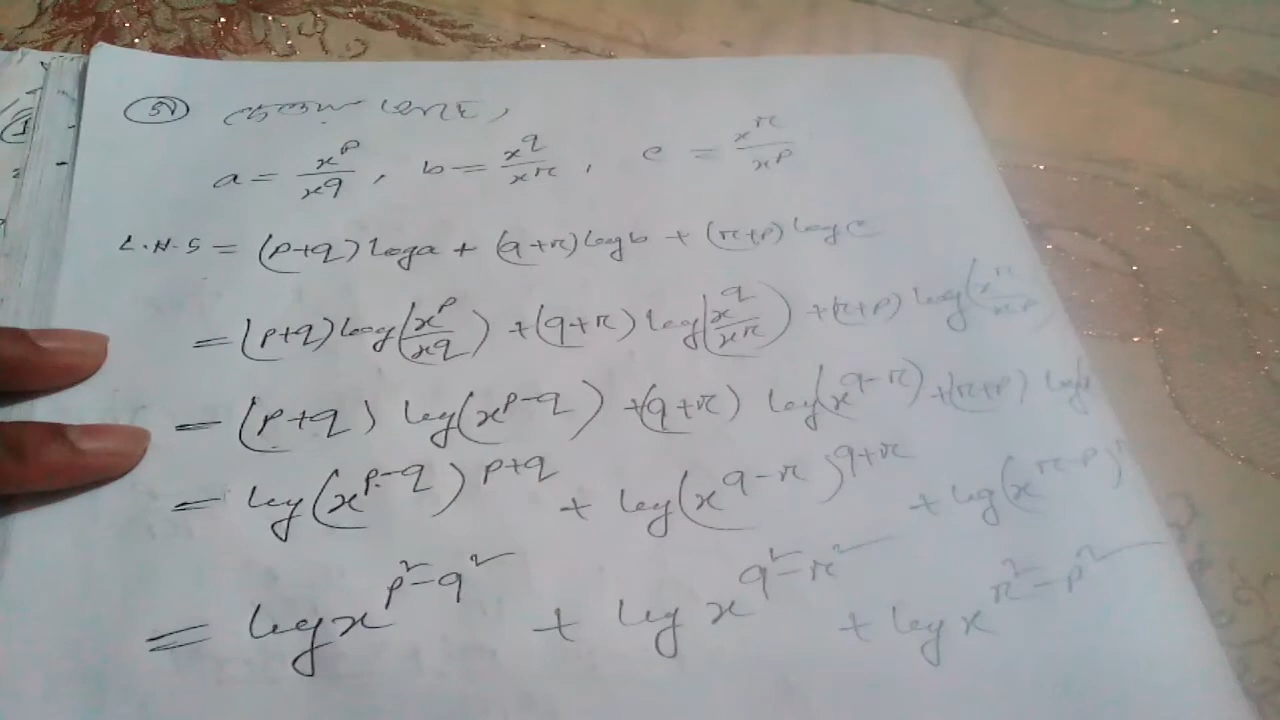 দেওয়া আছে,
a = x^p/x^q, b = x^q/x^r, c = x^r/x^p
L.H.S = (p+q) log a + (q+r) log b + (r+p) log c
= (p+q) log(x^p/x^q) + (q+r) log(x^q/x^r) + (r+p) log(x^r/x^p
= (p+q) log(x^p-q) + (q+r) log(x^q-r) + (r+p) log
= log(x^p-q)^p+q + log(x^q-r)^q+r + log(x^r-p)
= log x^p²-q² + log x^q²-r² + log x^r²-p²